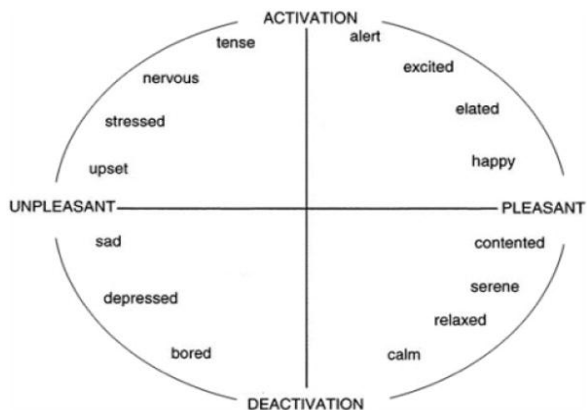 ACTIVATION
tense
alert
nervous
excited
stressed
elated
upset
happy
UNPLEASANT
PLEASANT
sad
contented
depressed
serene
relaxed
bored
calm
DEACTIVATION